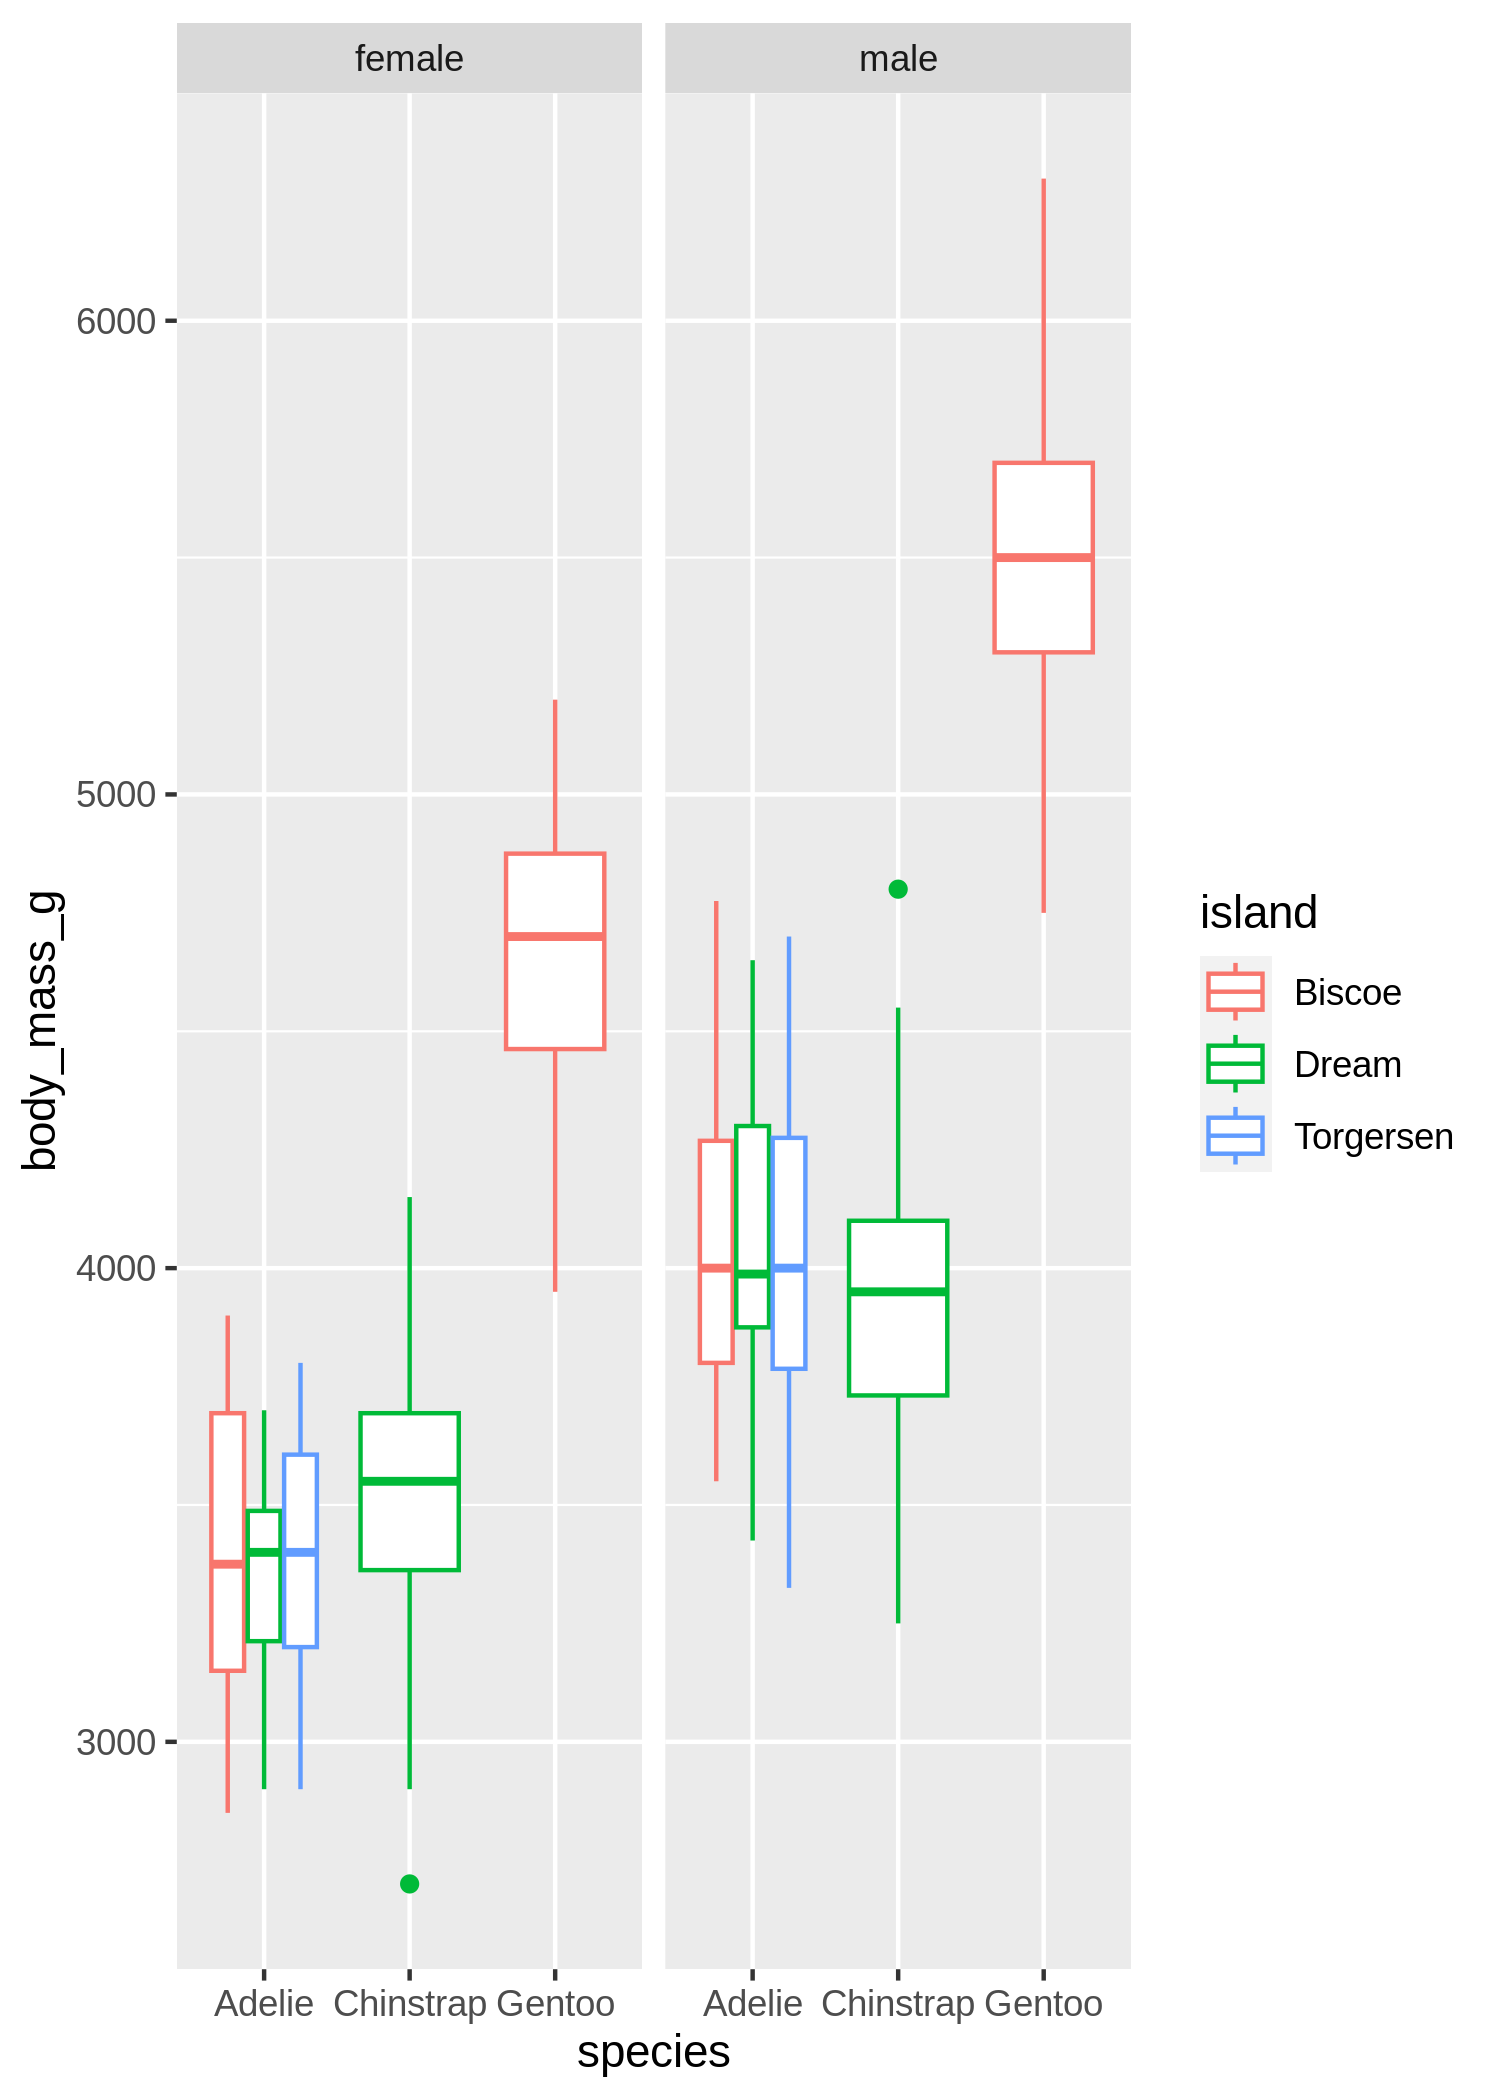 female
male
6000
5000
4000
3000
body_mass_g
Adelie Chinstrap Gentoo
Adelie Chinstrap Gentoo
species
island
Biscoe
Dream
Torgersen